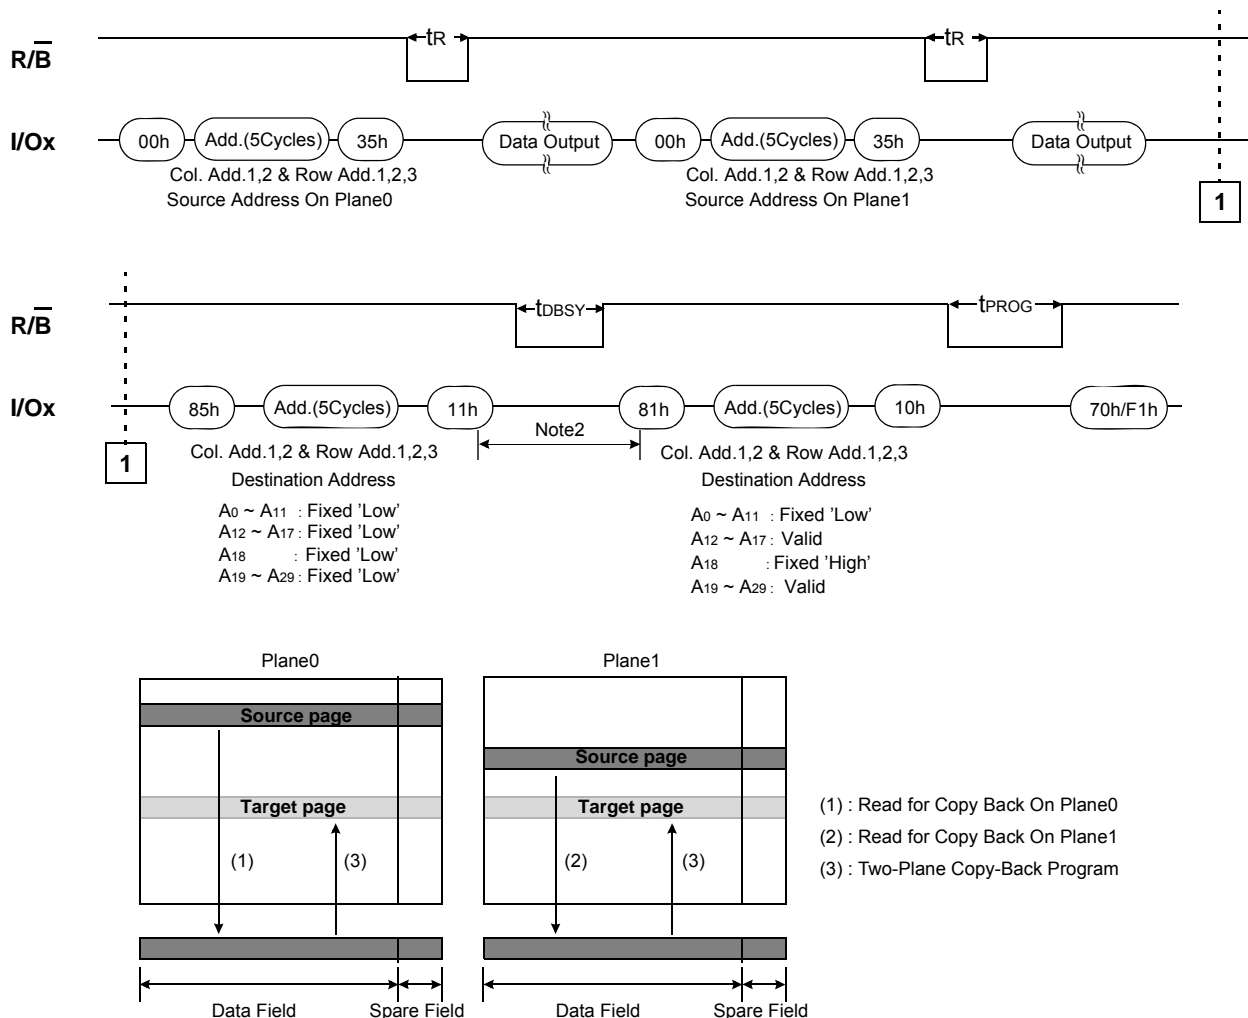 R/B
tR
tR
I/Ox
00h
Add.(5Cycles)
35h
Data Output
00h
Add.(5Cycles)
35h
Data Output
Col. Add.1,2 & Row Add.1,2,3
Source Address On Plane0
Col. Add.1,2 & Row Add.1,2,3
Source Address On Plane1
1
R/B
tDBSY
tPROG
I/Ox
85h
Add.(5Cycles)
11h
81h
Add.(5Cycles)
10h
70h/F1h
Note2
1
Col. Add.1,2 & Row Add.1,2,3
Destination Address
A0 ~ A11 : Fixed 'Low'
A12 ~ A17 : Fixed 'Low'
A18 : Fixed 'Low'
A19 ~ A29 : Fixed 'Low'
Col. Add.1,2 & Row Add.1,2,3
Destination Address
A0 ~ A11 : Fixed 'Low'
A12 ~ A17 : Valid
A18 : Fixed 'High'
A19 ~ A29 : Valid
Plane0
Source page
Target page
(1)
(3)
Data Field
Spare Field
Plane1
Source page
Target page
(2)
(3)
Data Field
Spare Field
(1) : Read for Copy Back On Plane0
(2) : Read for Copy Back On Plane1
(3) : Two-Plane Copy-Back Program